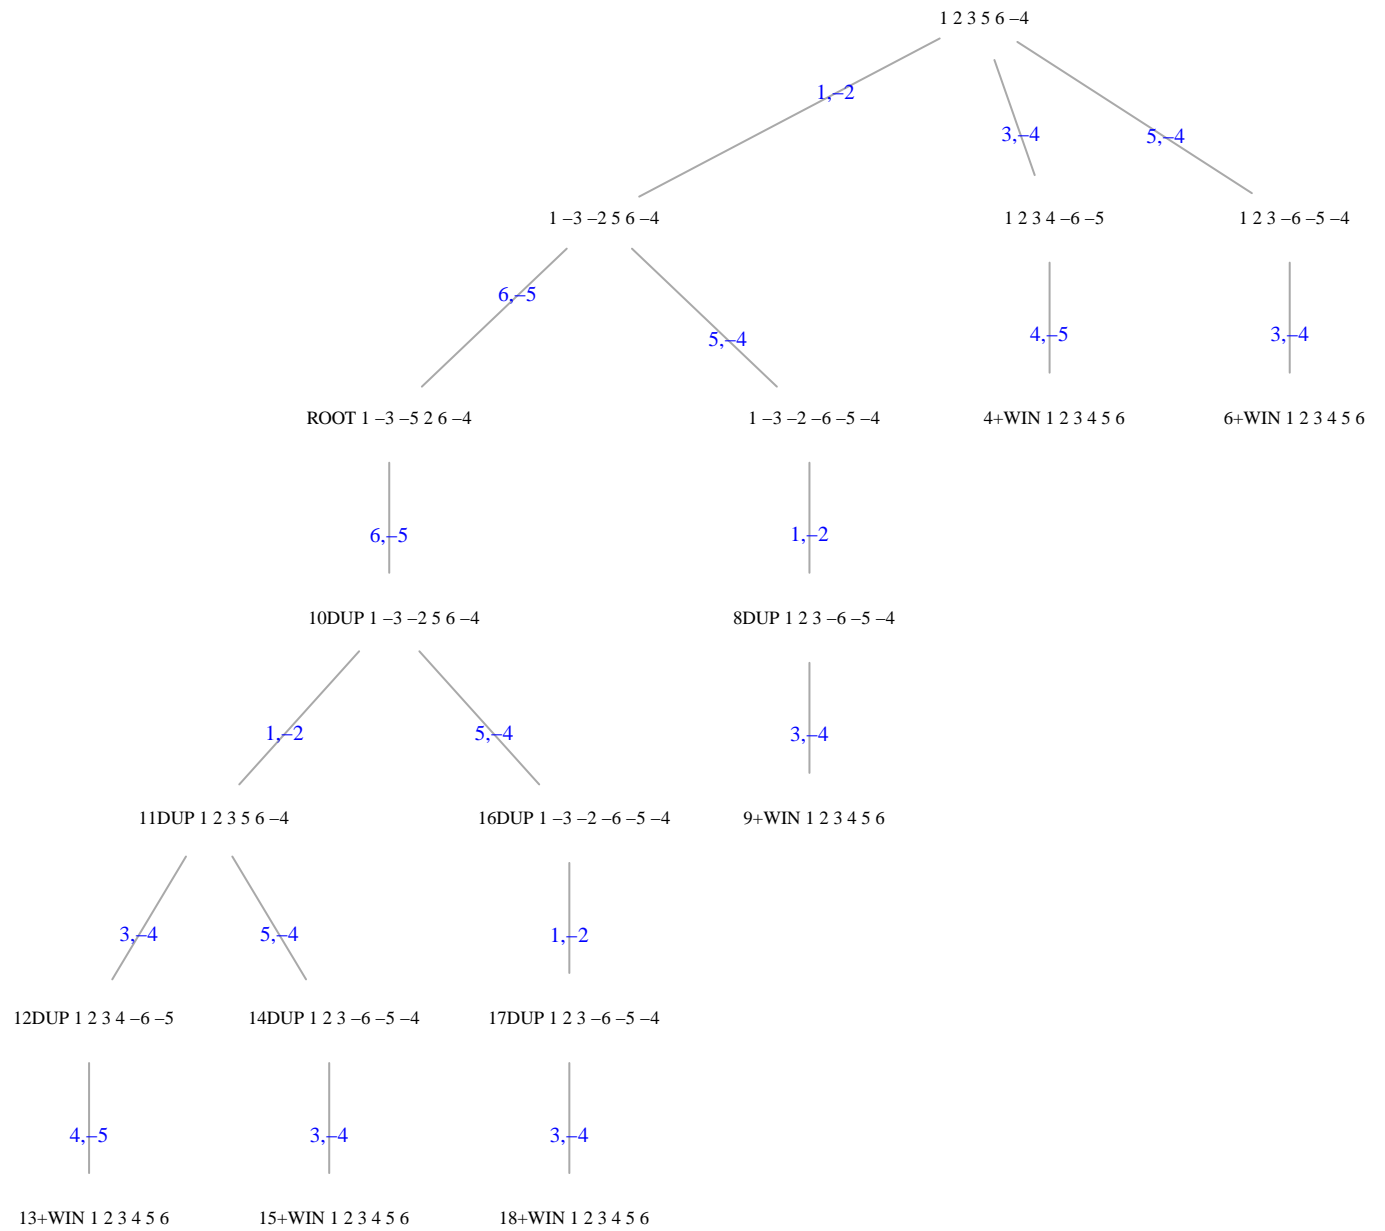 1 2 3 5 6 –4
1,–2
3,–4
5,–4
1 –3 –2 5 6 –4
1 2 3 4 –6 –5
1 2 3 –6 –5 –4
6,–5
5,–4
4,–5
3,–4
ROOT 1 –3 –5 2 6 –4
1 –3 –2 –6 –5 –4
4+WIN 1 2 3 4 5 6
6+WIN 1 2 3 4 5 6
6,–5
1,–2
10DUP 1 –3 –2 5 6 –4
8DUP 1 2 3 –6 –5 –4
1,–2
5,–4
3,–4
11DUP 1 2 3 5 6 –4
16DUP 1 –3 –2 –6 –5 –4
9+WIN 1 2 3 4 5 6
3,–4
5,–4
1,–2
12DUP 1 2 3 4 –6 –5
14DUP 1 2 3 –6 –5 –4
17DUP 1 2 3 –6 –5 –4
4,–5
3,–4
3,–4
13+WIN 1 2 3 4 5 6
15+WIN 1 2 3 4 5 6
18+WIN 1 2 3 4 5 6